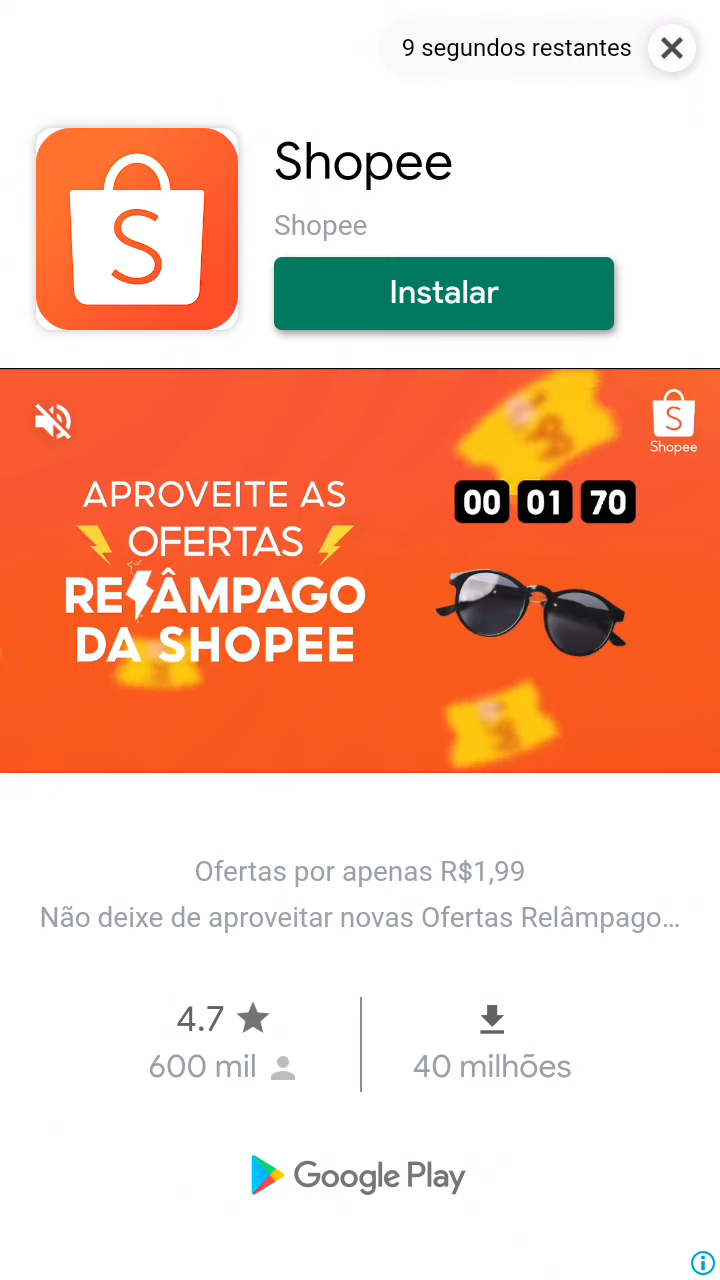 9 segundos restantes
Shopee
Shopee
Instalar
S
S
Shopee
APROVEITE AS
OFERTAS
RELÂMPAGO
DA SHOPEE
00 01 70
Ofertas por apenas R$1,99
Não deixe de aproveitar novas Ofertas Relâmpago...
4.7
600 mil
40 milhões
Google Play